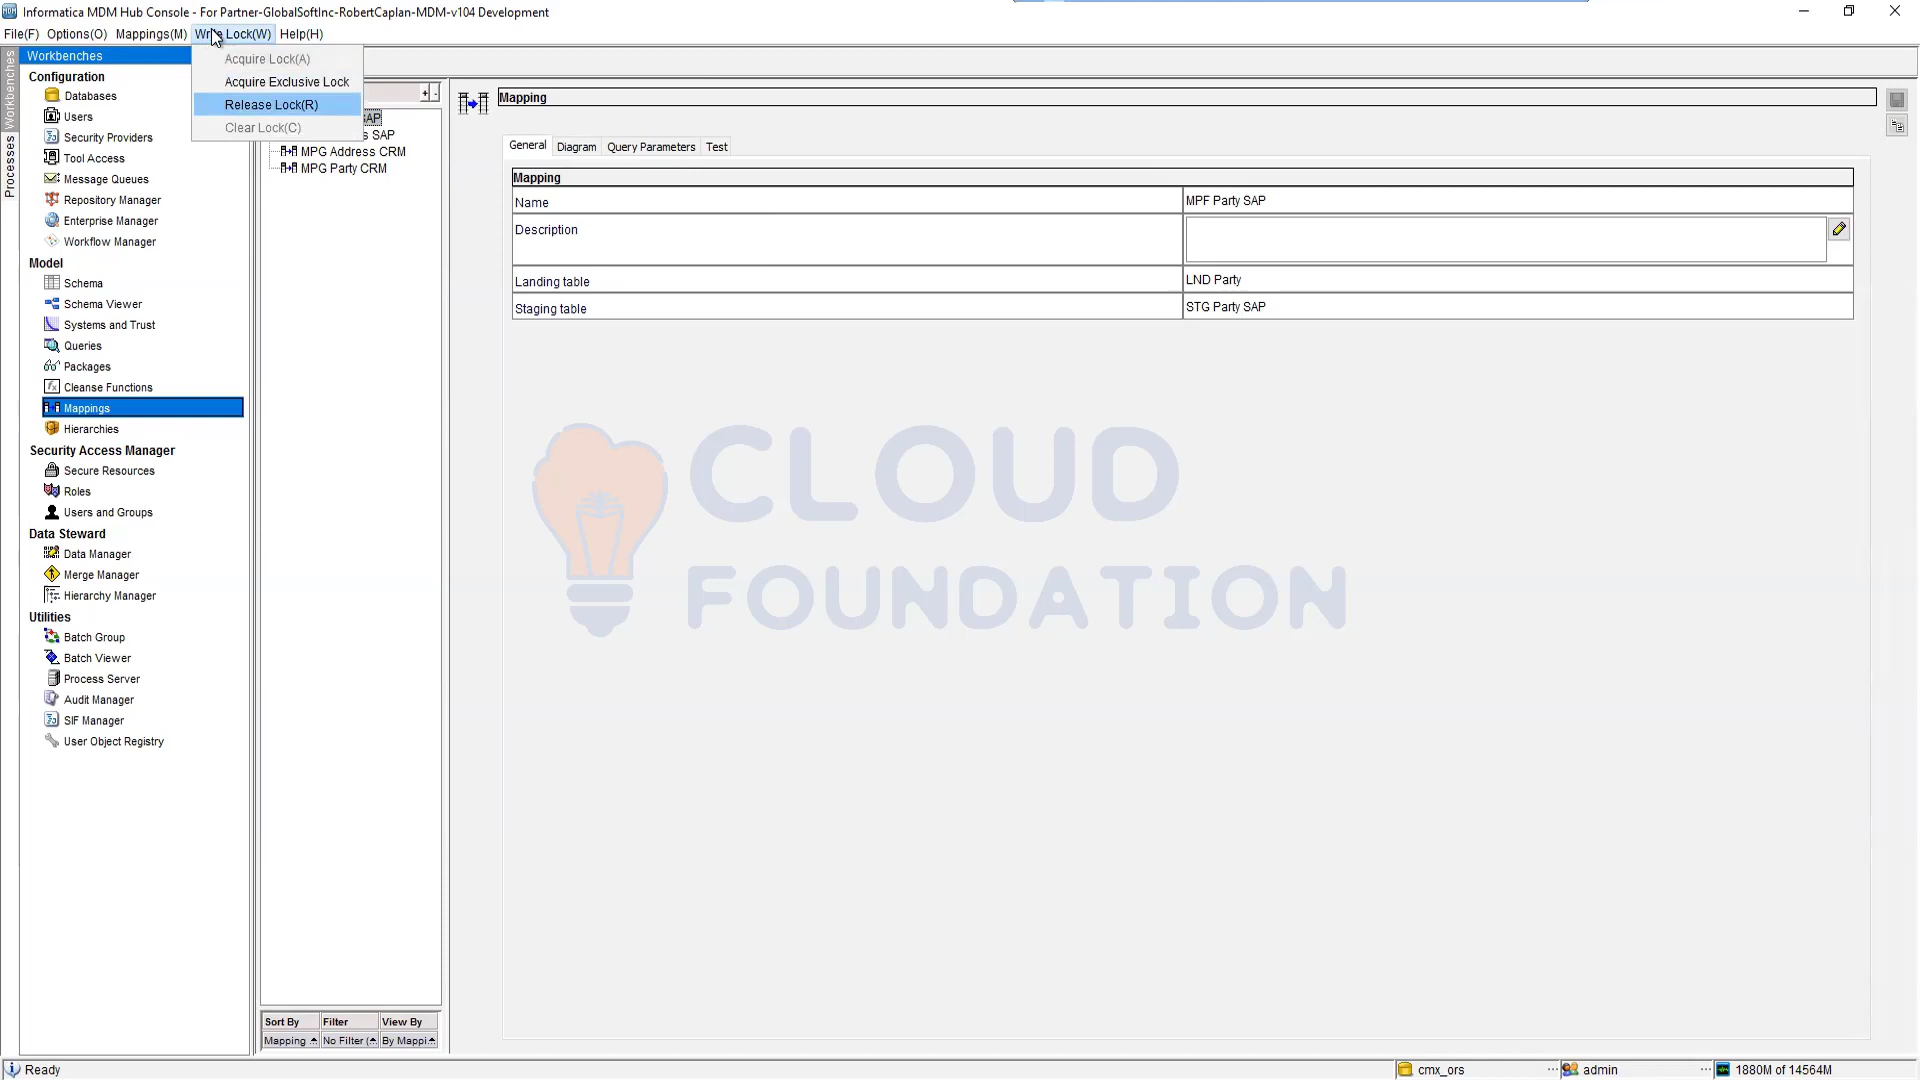 Informatica MDM Hub Console - For Partner-GlobalSoftInc-RobertCaplan-MDM-v104 Development
File(F) Options(O) Mappings(M) Write Lock(W) Help(H)
Workbenches
Processes
Workbenches
Configuration
Databases
Users
Security Providers
Tool Access
Message Queues
Repository Manager
Enterprise Manager
Workflow Manager
Model
Schema
Schema Viewer
Systems and Trust
Queries
Packages
Cleanse Functions
Mappings
Hierarchies
Security Access Manager
Secure Resources
Roles
Users and Groups
Data Steward
Data Manager
Merge Manager
Hierarchy Manager
Utilities
Batch Group
Batch Viewer
Process Server
Audit Manager
SIF Manager
User Object Registry
Acquire Lock(A)
Acquire Exclusive Lock
Release Lock(R)
Clear Lock(C)
+ -
SAP
s SAP
MPG Address CRM
MPG Party CRM
Sort By Filter View By
Mapping No Filter ( By Mappi
Mapping
General Diagram Query Parameters Test
Mapping
Name MPF Party SAP
Description
Landing table LND Party
Staging table STG Party SAP
CLOUD
FOUNDATION
Ready cmx_ors ... admin ... 1880M of 14564M